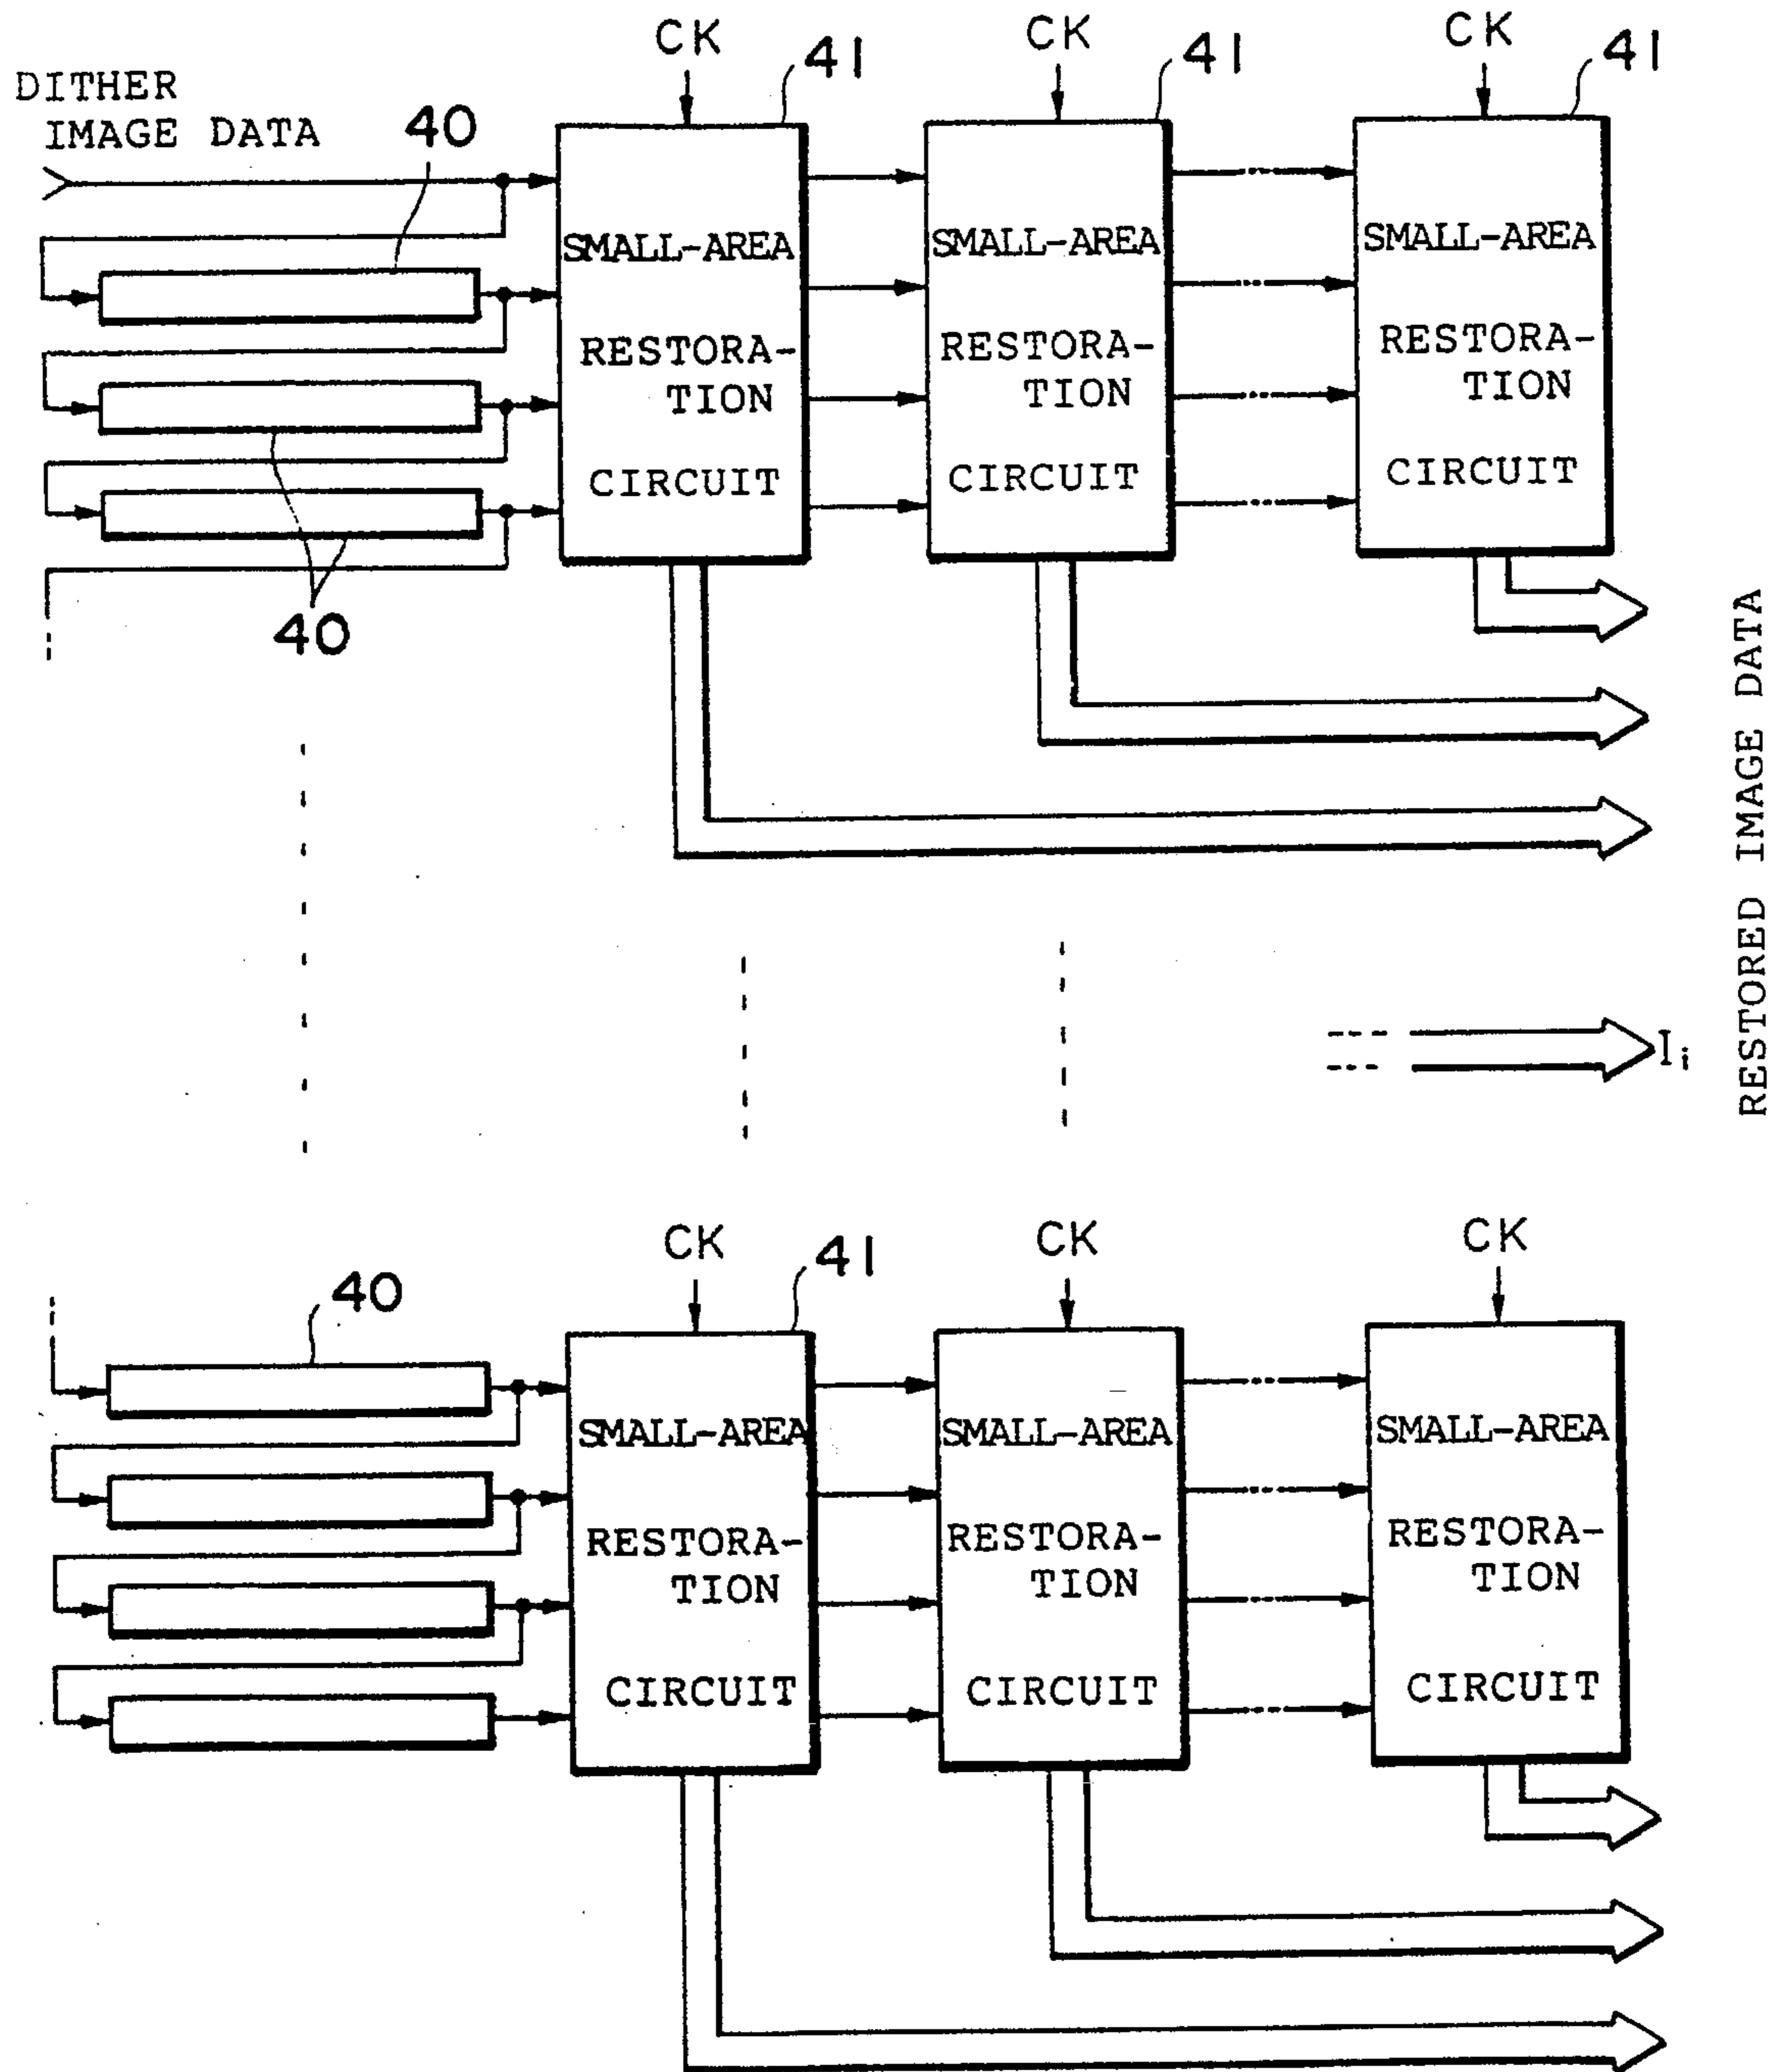 CK
41
CK
41
CK
41
DITHER
IMAGE DATA
40
SMALL-AREA
RESTORA-
TION
CIRCUIT
SMALL-AREA
RESTORA-
TION
CIRCUIT
SMALL-AREA
RESTORA-
TION
CIRCUIT
40
RESTORED IMAGE DATA
Ii
CK
41
CK
CK
40
SMALL-AREA
RESTORA-
TION
CIRCUIT
SMALL-AREA
RESTORA-
TION
CIRCUIT
SMALL-AREA
RESTORA-
TION
CIRCUIT